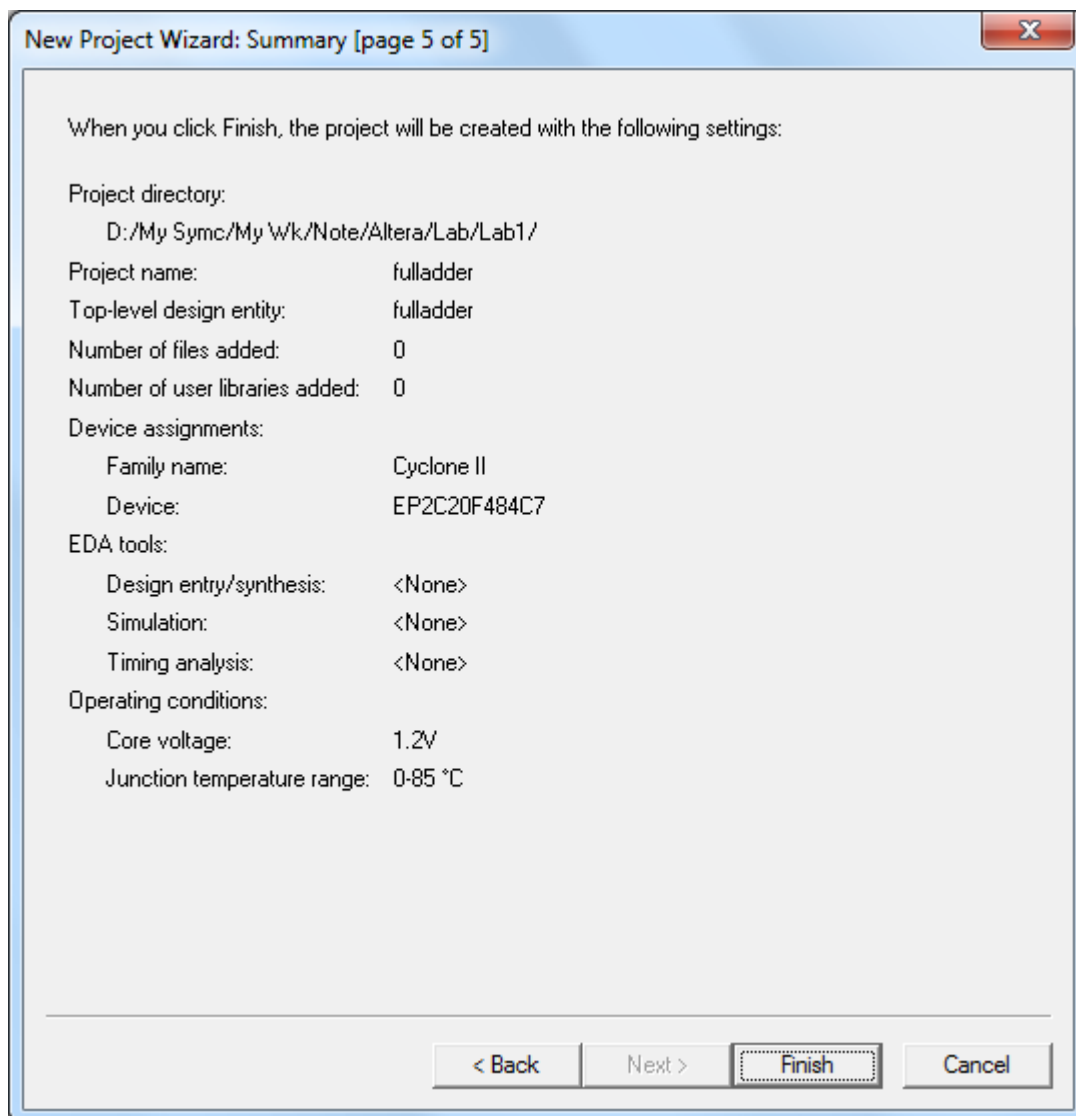 New Project Wizard: Summary [page 5 of 5]
When you click Finish, the project will be created with the following settings:
Project directory:
D:/My Symc/My Wk/Note/Altera/Lab/Lab1/
Project name: fulladder
Top-level design entity: fulladder
Number of files added: 0
Number of user libraries added: 0
Device assignments:
Family name: Cyclone II
Device: EP2C20F484C7
EDA tools:
Design entry/synthesis: <None>
Simulation: <None>
Timing analysis: <None>
Operating conditions:
Core voltage: 1.2V
Junction temperature range: 0-85 °C
< Back Next > Finish Cancel